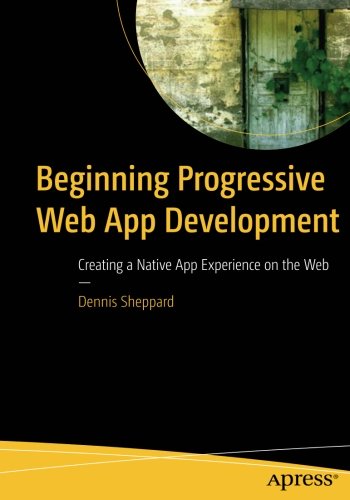 Beginning Progressive
Web App Development
Creating a Native App Experience on the Web
—
Dennis Sheppard
Apress®